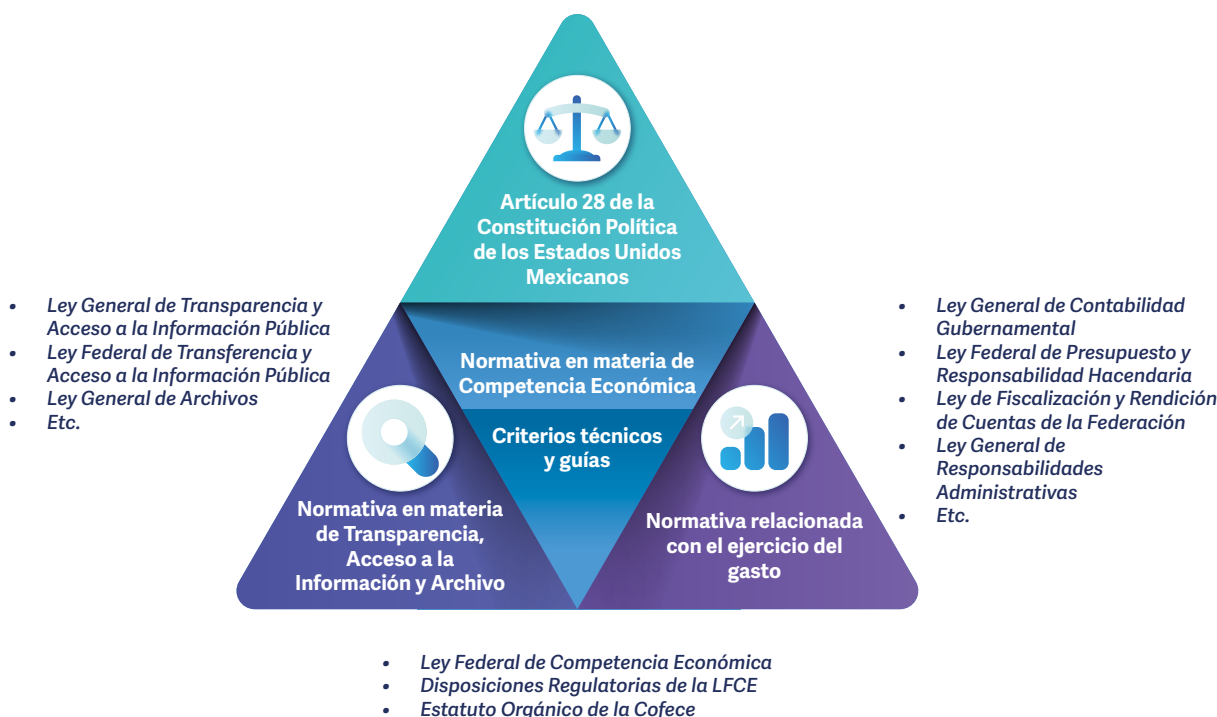 Artículo 28 de la
Constitución Política
de los Estados Unidos
Mexicanos
• Ley General de Transparencia y
Acceso a la Información Pública
• Ley Federal de Transferencia y
Acceso a la Información Pública
• Ley General de Archivos
• Etc.
Normativa en materia de
Competencia Económica
Criterios técnicos
y guías
Normativa en materia
de Transparencia,
Acceso a la
Información y Archivo
Normativa relacionada
con el ejercicio del
gasto
• Ley General de Contabilidad
Gubernamental
• Ley Federal de Presupuesto y
Responsabilidad Hacendaria
• Ley de Fiscalización y Rendición
de Cuentas de la Federación
• Ley General de
Responsabilidades
Administrativas
• Etc.
• Ley Federal de Competencia Económica
• Disposiciones Regulatorias de la LFCE
• Estatuto Orgánico de la Cofece